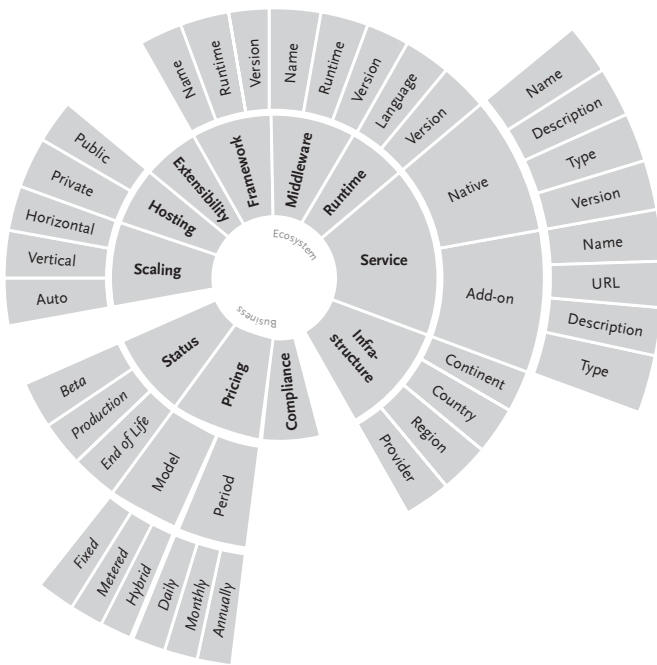 Ecosystem
Business
Scaling
Hosting
Extensibility
Framework
Middleware
Runtime
Service
Infra-
structure
Compliance
Pricing
Status
Auto
Vertical
Horizontal
Private
Public
Name
Runtime
Version
Name
Runtime
Version
Language
Version
Native
Add-on
Name
Description
Type
Version
Name
URL
Description
Type
Continent
Country
Region
Provider
Beta
Production
End of Life
Model
Period
Fixed
Metered
Hybrid
Daily
Monthly
Annually